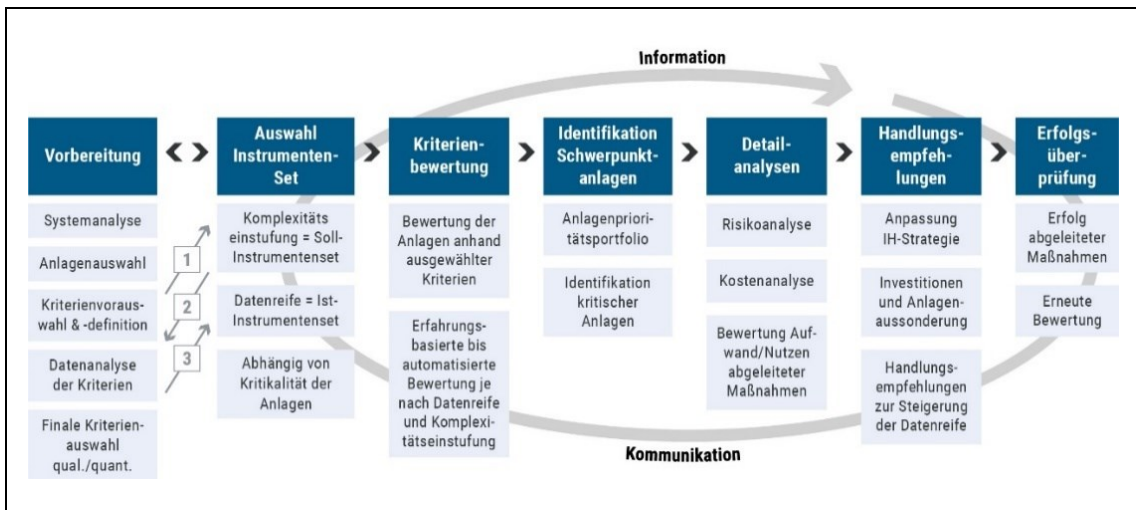 Information
Vorbereitung
Systemanalyse
Anlagenauswahl
Kriterienvoraus-
wahl & -definition
Datenanalyse
der Kriterien
Finale Kriterien-
auswahl
qual./quant.
1
2
3
Auswahl
Instrumenten-
Set
Komplexitäts
einstufung = Soll-
Instrumentenset
Datenreife = Ist-
Instrumentenset
Abhängig von
Kritikalität der
Anlagen
Kriterien-
bewertung
Bewertung der
Anlagen anhand
ausgewählter
Kriterien
Erfahrungs-
basierte bis
automatisierte
Bewertung je
nach Datenreife
und Komplexi-
tätseinstufung
Identifikation
Schwerpunkt-
anlagen
Anlagenpriori-
tätsportfolio
Identifikation
kritischer
Anlagen
Detail-
analysen
Risikoanalyse
Kostenanalyse
Bewertung Auf-
wand/Nutzen
abgeleiteter
Maßnahmen
Handlungs-
empfeh-
lungen
Anpassung
IH-Strategie
Investitionen
und Anlagen-
aussonderung
Handlungs-
empfehlungen
zur Steigerung
der Datenreife
Erfolgs-
über-
prüfung
Erfolg
abgeleiteter
Maßnahmen
Erneute
Bewertung
Kommunikation